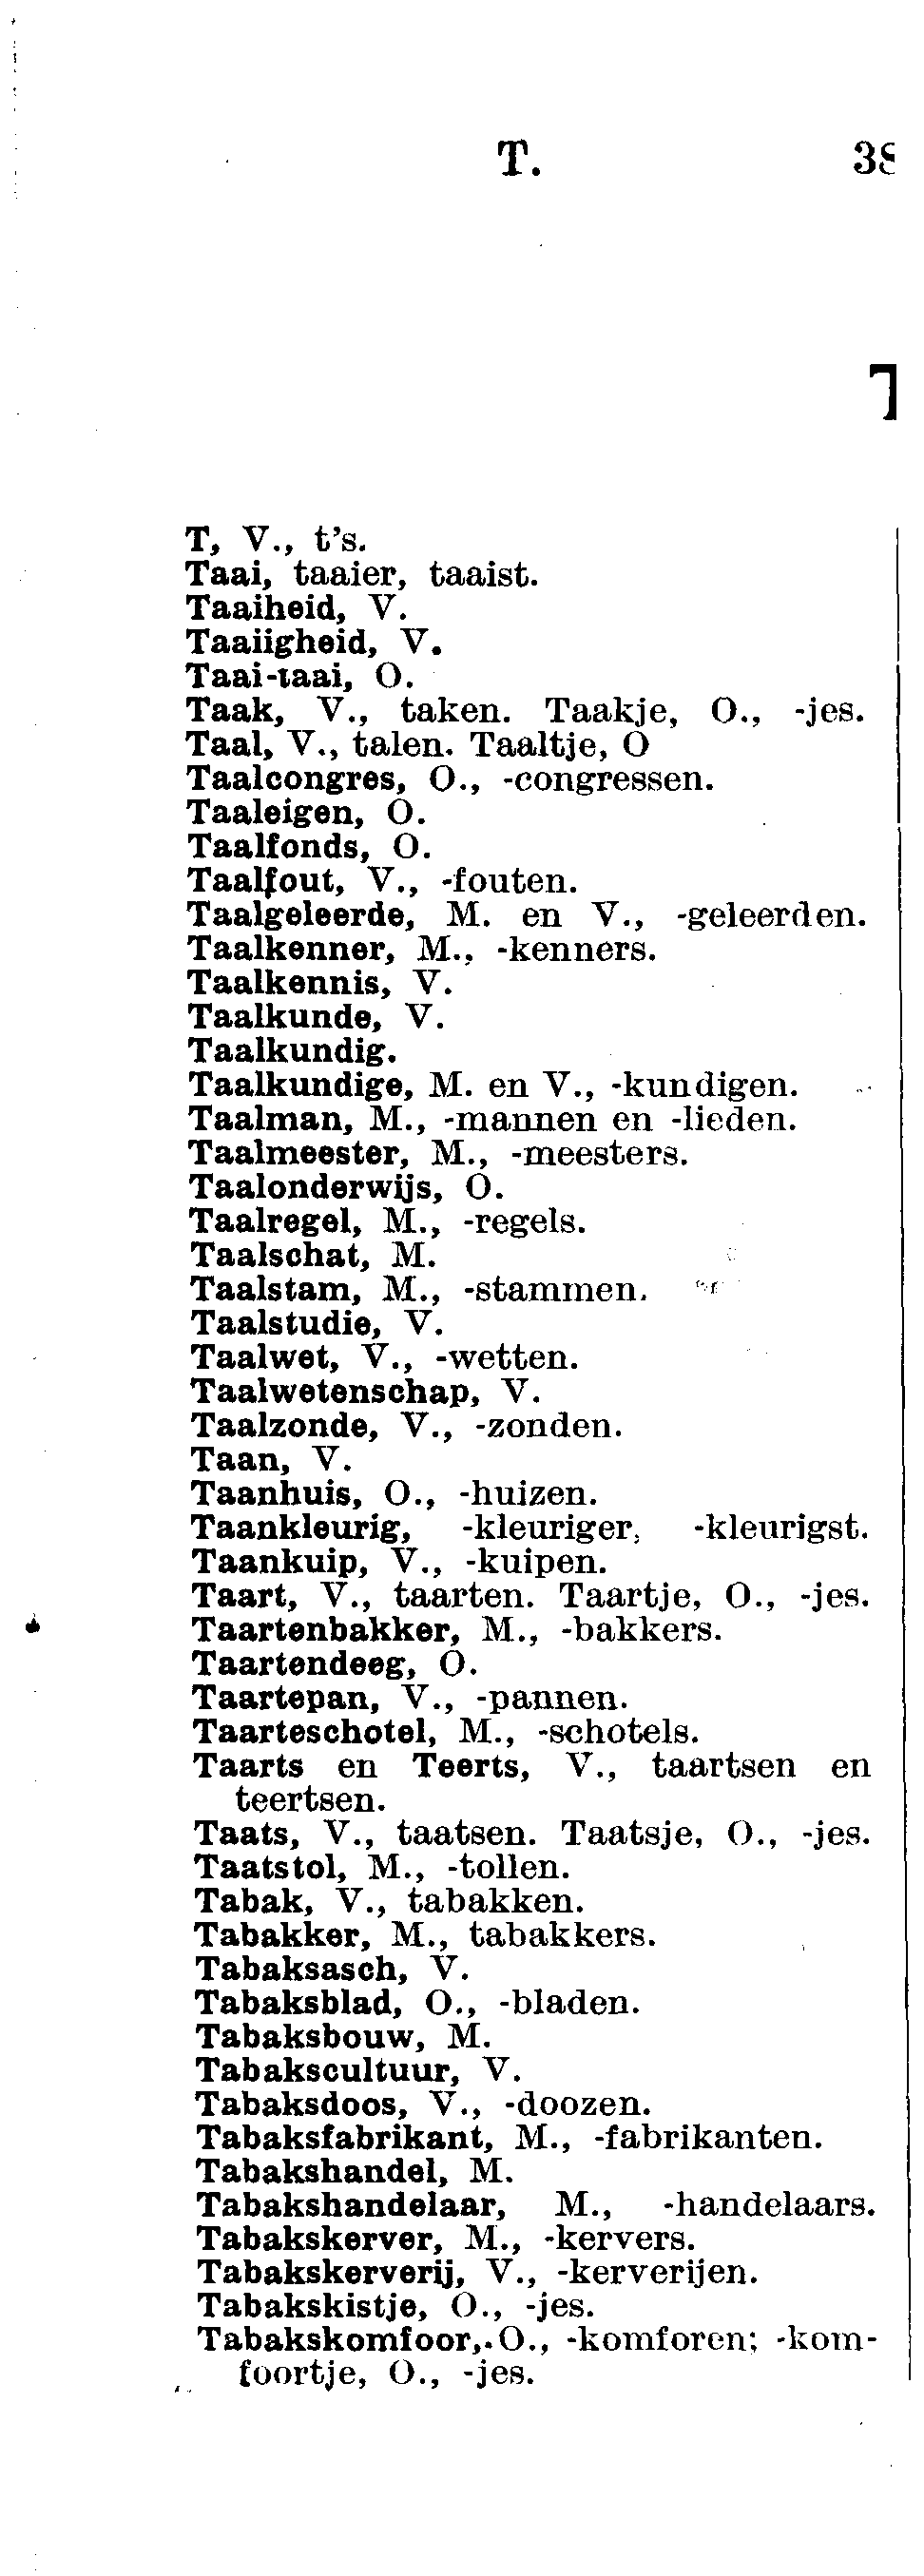 T.
T, V., t's.
Taai, taaier, taaist.
Taaiheid, V.
Taaiigheid, V.
Taai-taai, O.
Taak, V., taken. Taakje, O., -jes.
Taal, V., talen. Taaltje, O
Taalcongres, O., -congressen.
Taaleigen, O.
Taalfonds, O.
Taalfout, V., -fouten.
Taalgeleerde, M. en V., -geleerden.
Taalkenner, M., -kenners.
Taalkennis, V.
Taalkunde, V.
Taalkundig.
Taalkundige, M. en V., -kundigen.
Taalman, M., -mannen en -lieden.
Taalmeester, M., -meesters.
Taalonderwijs, O.
Taalregel, M., -regels.
Taalschat, M.
Taalstam, M., -stammen.
Taalstudie, V.
Taalwet, V., -wetten.
Taalwetenschap, V.
Taalzonde, V., -zonden.
Taan, V.
Taanhuis, O., -huizen.
Taankleurig, -kleuriger, -kleurigst.
Taankuip, V., -kuipen.
Taart, V., taarten. Taartje, O., -jes.
Taartenbakker, M., -bakkers.
Taartendeeg, O.
Taartepan, V., -pannen.
Taarteschotel, M., -schotels.
Taarts en Teerts, V., taartsen en
teertsen.
Taats, V., taatsen. Taatsje, O., -jes.
Taatstol, M., -tollen.
Tabak, V., tabakken.
Tabakker, M., tabakkers.
Tabaksasch, V.
Tabaksblad, O., -bladen.
Tabaksbouw, M.
Tabakscultuur, V.
Tabaksdoos, V., -doozen.
Tabaksfabrikant, M., -fabrikanten.
Tabakshandel, M.
Tabakshandelaar, M., -handelaars.
Tabakskerver, M., -kervers.
Tabakskerverij, V., -kerverijen.
Tabakskistje, O., -jes.
Tabakskomfoor, O., -komforen; -kom-
foortje, O., -jes.